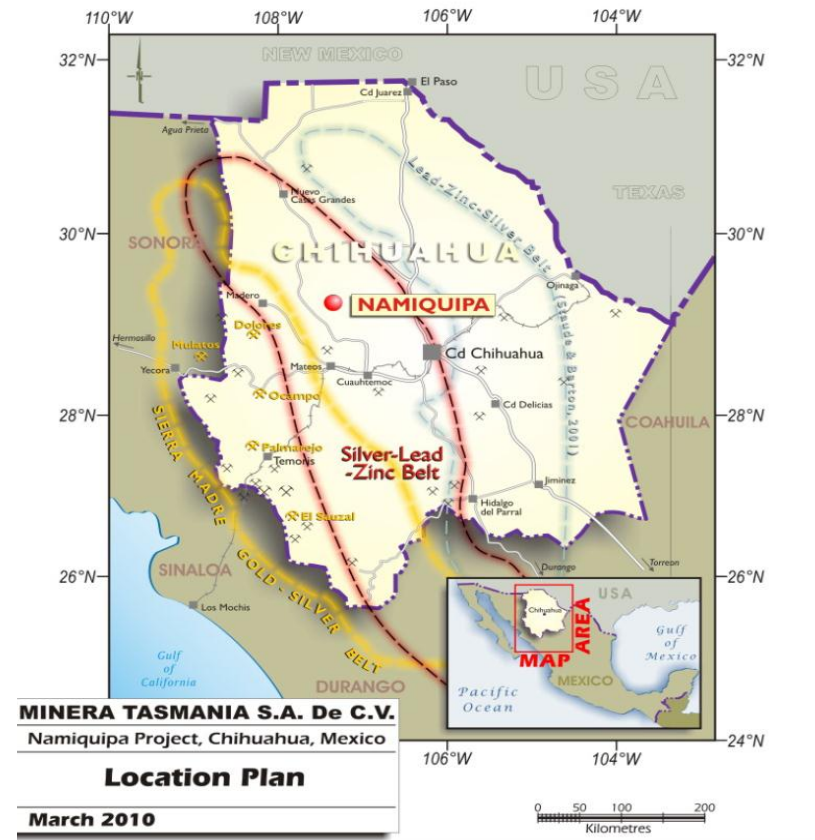 110°W
108°W
106°W
104°W
32°N
32°N
NEW MEXICO
USA
El Paso
Cd Juarez
Agua Prieta
Lead-Zinc-Silver Belt (Strauda & Barton, 2001)
TEXAS
Nuevo
Casas Grandes
30°N
30°N
SONORA
CHIHUAHUA
Ojinaga
Madero
NAMIQUIPA
Dolores
Hermosillo
Mulatos
Yecora
Mateos
Cuauhtemoc
Cd Chihuahua
Ocampo
Cd Delicias
28°N
28°N
COAHUILA
Palmarejo
Temoris
Silver-Lead
-Zinc Belt
Jiminez
Hidalgo
del Parral
El Sauzal
SIERRA MADRE GOLD-SILVER BELT
26°N
26°N
SINALOA
Durango
Torreon
Los Mochis
Gulf
of
California
DURANGO
USA
Chihuahua
MAP AREA
Gulf
of
Mexico
MEXICO
Pacific
Ocean
24°N
106°W
104°W
MINERA TASMANIA S.A. De C.V.
Namiquipa Project, Chihuahua, Mexico
Location Plan
March 2010
0 50 100 200
Kilometres